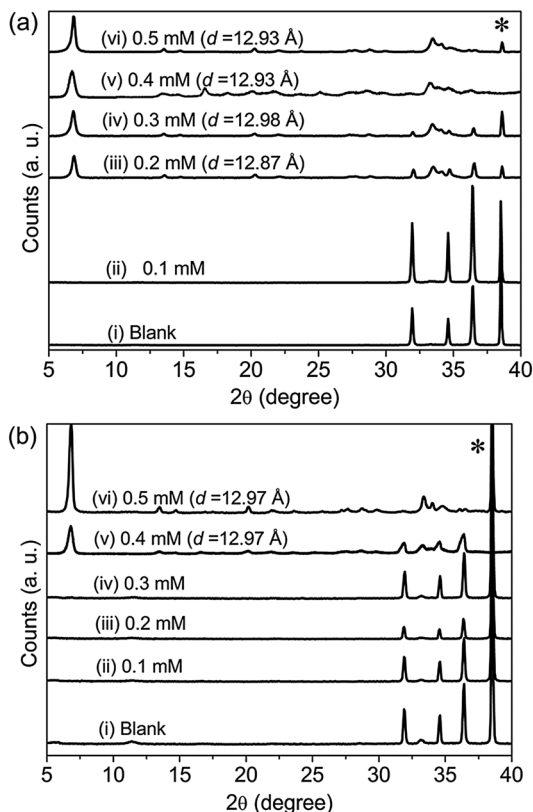 (a)
*
(vi) 0.5 mM (d =12.93 Å)
(v) 0.4 mM (d =12.93 Å)
(iv) 0.3 mM (d =12.98 Å)
(iii) 0.2 mM (d =12.87 Å)
(ii) 0.1 mM
(i) Blank
Counts (a. u.)
5 10 15 20 25 30 35 40
2θ (degree)
(b)
*
(vi) 0.5 mM (d =12.97 Å)
(v) 0.4 mM (d =12.97 Å)
(iv) 0.3 mM
(iii) 0.2 mM
(ii) 0.1 mM
(i) Blank
Counts (a. u.)
5 10 15 20 25 30 35 40
2θ (degree)